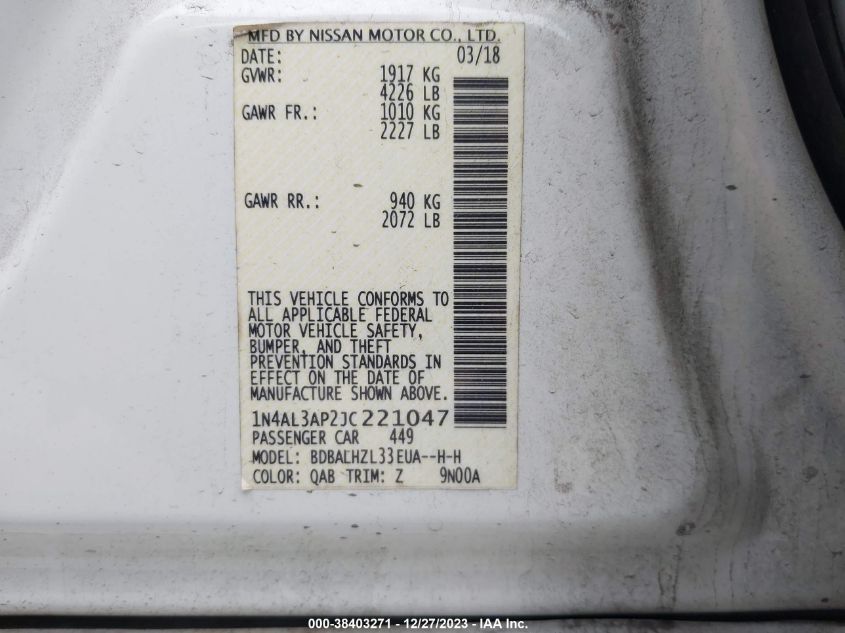 MFD BY NISSAN MOTOR CO., LTD.
DATE: 03/18
GVWR: 1917 KG
4226 LB
GAWR FR.: 1010 KG
2227 LB
GAWR RR.: 940 KG
2072 LB
THIS VEHICLE CONFORMS TO
ALL APPLICABLE FEDERAL
MOTOR VEHICLE SAFETY,
BUMPER, AND THEFT
PREVENTION STANDARDS IN
EFFECT ON THE DATE OF
MANUFACTURE SHOWN ABOVE.
1N4AL3AP2JC221047
PASSENGER CAR 449
MODEL: BDBALHZL33EUA--H-H
COLOR: QAB TRIM: Z 9N00A
000-38403271 - 12/27/2023 - IAA Inc.